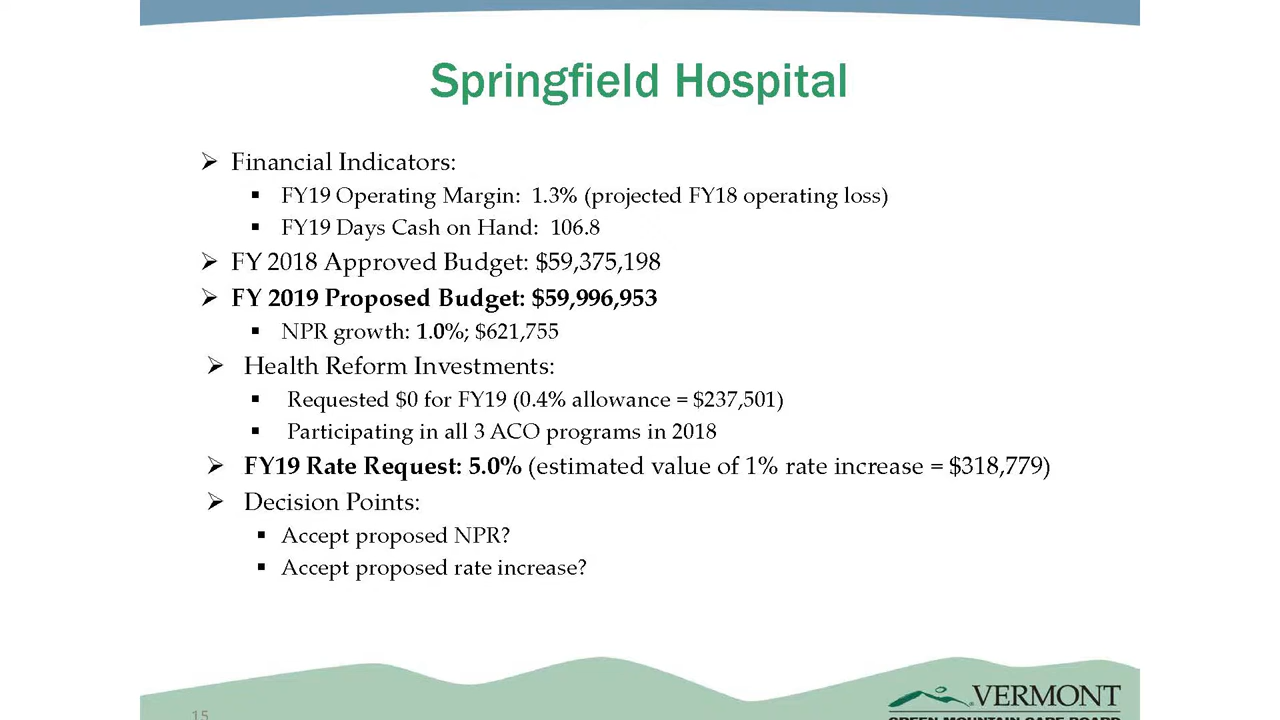 Springfield Hospital
➢ Financial Indicators:
▪ FY19 Operating Margin: 1.3% (projected FY18 operating loss)
▪ FY19 Days Cash on Hand: 106.8
➢ FY 2018 Approved Budget: $59,375,198
➢ FY 2019 Proposed Budget: $59,996,953
▪ NPR growth: 1.0%; $621,755
➢ Health Reform Investments:
▪ Requested $0 for FY19 (0.4% allowance = $237,501)
▪ Participating in all 3 ACO programs in 2018
➢ FY19 Rate Request: 5.0% (estimated value of 1% rate increase = $318,779)
➢ Decision Points:
▪ Accept proposed NPR?
▪ Accept proposed rate increase?
15
VERMONT
GREEN MOUNTAIN CARE BOARD